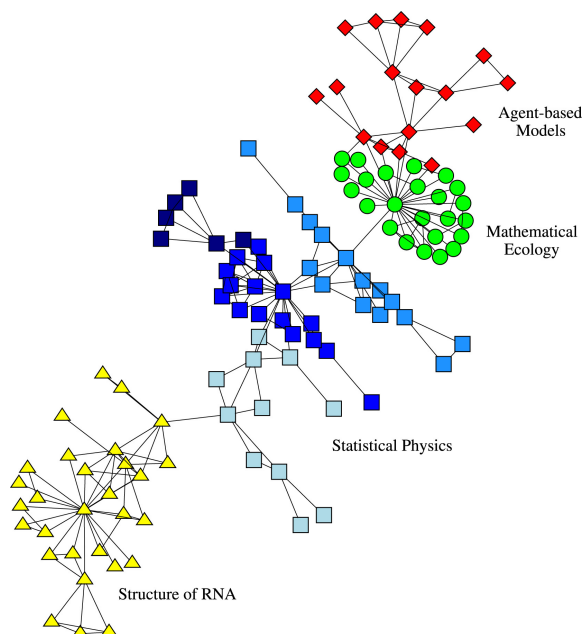 Agent-based
Models
Mathematical
Ecology
Statistical Physics
Structure of RNA